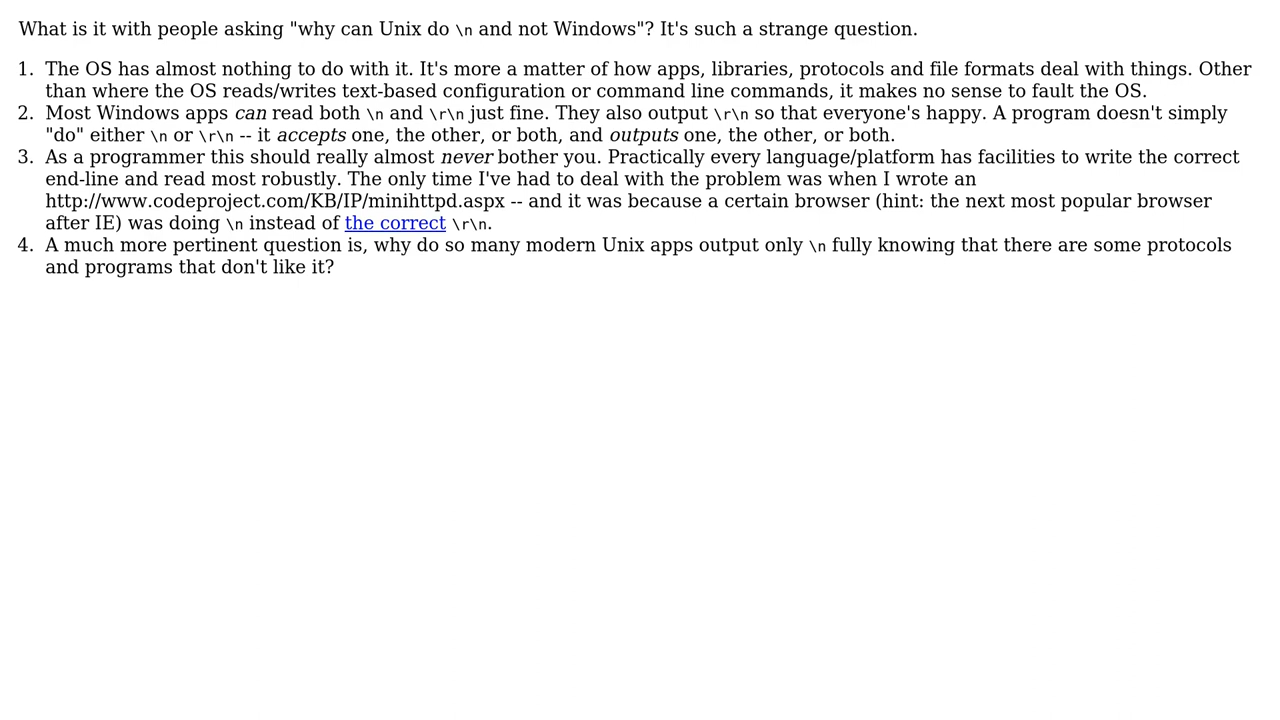 What is it with people asking "why can Unix do \n and not Windows"? It's such a strange question.
1. The OS has almost nothing to do with it. It's more a matter of how apps, libraries, protocols and file formats deal with things. Other
than where the OS reads/writes text-based configuration or command line commands, it makes no sense to fault the OS.
2. Most Windows apps can read both \n and \r\n just fine. They also output \r\n so that everyone's happy. A program doesn't simply
"do" either \n or \r\n -- it accepts one, the other, or both, and outputs one, the other, or both.
3. As a programmer this should really almost never bother you. Practically every language/platform has facilities to write the correct
end-line and read most robustly. The only time I've had to deal with the problem was when I wrote an
http://www.codeproject.com/KB/IP/minihttpd.aspx -- and it was because a certain browser (hint: the next most popular browser
after IE) was doing \n instead of the correct \r\n.
4. A much more pertinent question is, why do so many modern Unix apps output only \n fully knowing that there are some protocols
and programs that don't like it?